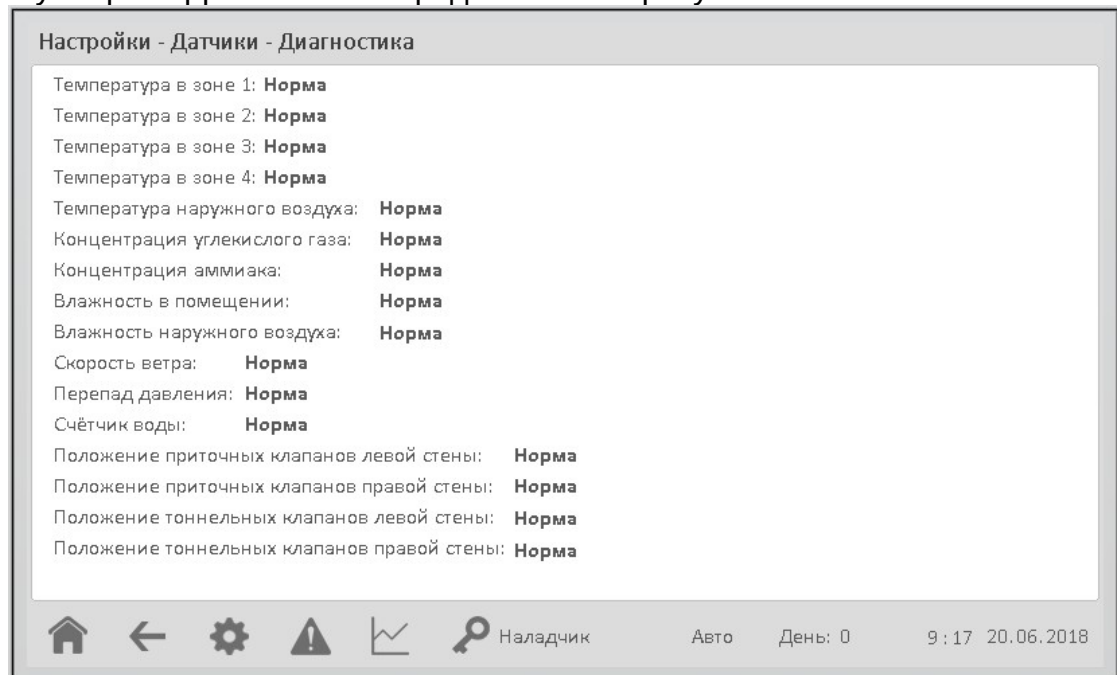 Настройки - Датчики - Диагностика
Температура в зоне 1: Норма
Температура в зоне 2: Норма
Температура в зоне 3: Норма
Температура в зоне 4: Норма
Температура наружного воздуха: Норма
Концентрация углекислого газа: Норма
Концентрация аммиака: Норма
Влажность в помещении: Норма
Влажность наружного воздуха: Норма
Скорость ветра: Норма
Перепад давления: Норма
Счётчик воды: Норма
Положение приточных клапанов левой стены: Норма
Положение приточных клапанов правой стены: Норма
Положение тоннельных клапанов левой стены: Норма
Положение тоннельных клапанов правой стены: Норма
Наладчик Авто День: 0 9:17 20.06.2018